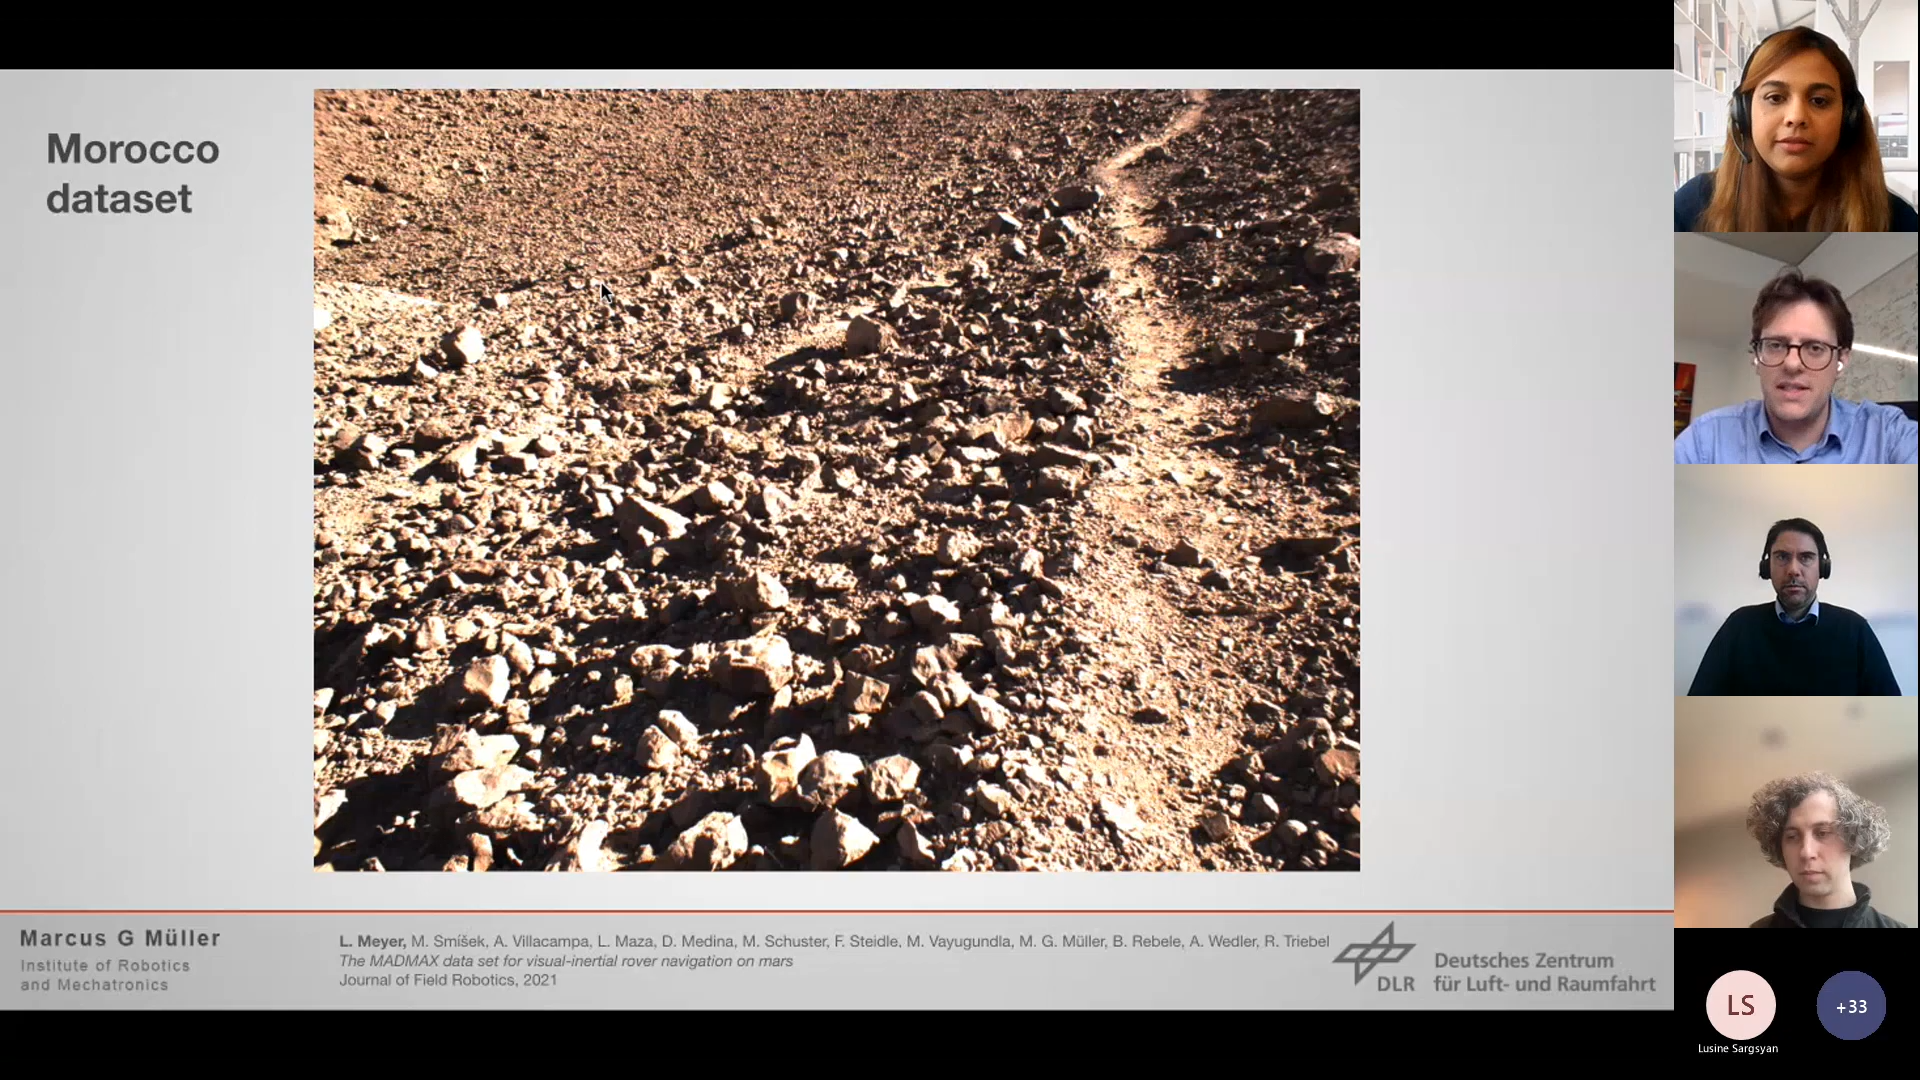 Morocco
dataset
Marcus G Müller
Institute of Robotics
and Mechatronics
L. Meyer, M. Smíšek, A. Villacampa, L. Maza, D. Medina, M. Schuster, F. Steidle, M. Vayugundla, M. G. Müller, B. Rebele, A. Wedler, R. Triebel
The MADMAX data set for visual-inertial rover navigation on mars
Journal of Field Robotics, 2021
DLR
Deutsches Zentrum
für Luft- und Raumfahrt
LS
+33
Lusine Sargsyan